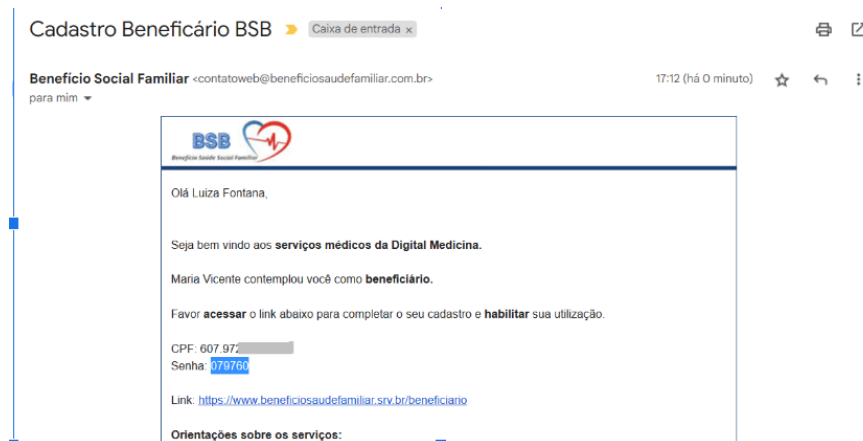 Cadastro Beneficário BSB Caixa de entrada x
Benefício Social Familiar <contatoweb@beneficiosaudefamiliar.com.br> 17:12 (há 0 minuto)
para mim
BSB
Benefício Saúde Social Familiar
Olá Luiza Fontana,
Seja bem vindo aos serviços médicos da Digital Medicina.
Maria Vicente contemplou você como beneficiário.
Favor acessar o link abaixo para completar o seu cadastro e habilitar sua utilização.
CPF: 607.972
Senha: 079760
Link: https://www.beneficiosaudefamiliar.srv.br/beneficiario
Orientações sobre os serviços: